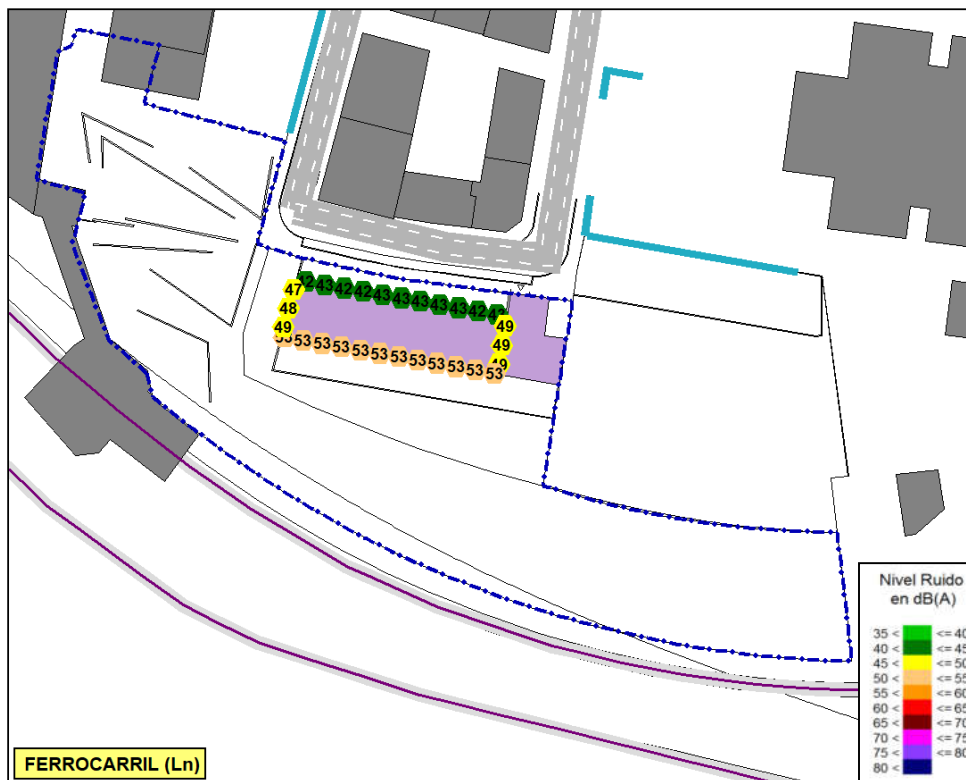 42 43 42 42 43 43 43 43 43 42 43
47
48
49
49
49
49
53 53 53 53 53 53 53 53 53 53 53 53
Nivel Ruido
en dB(A)
35 < <= 40
40 < <= 45
45 < <= 50
50 < <= 55
55 < <= 60
60 < <= 65
65 < <= 70
70 < <= 75
75 < <= 80
80 <
FERROCARRIL (Ln)